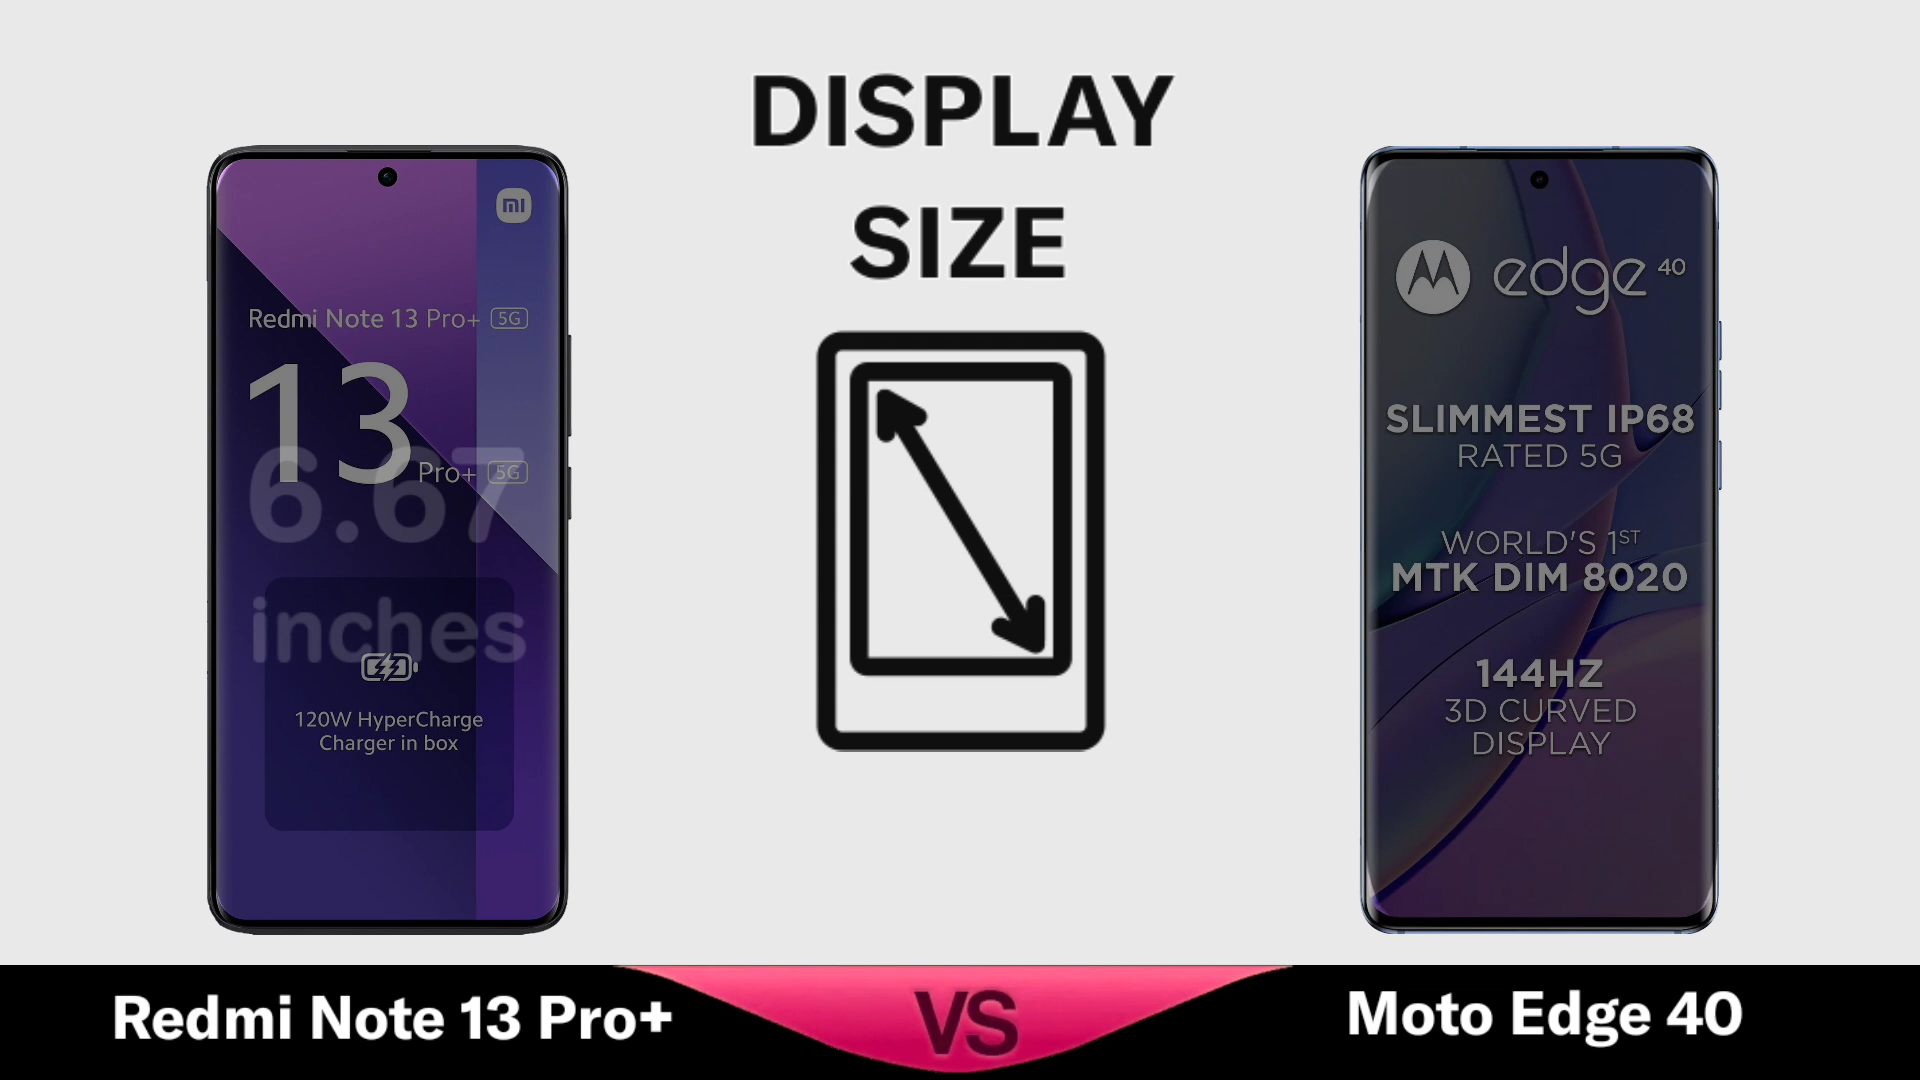 DISPLAY
SIZE
mi
Redmi Note 13 Pro+ 5G
13 Pro+ 5G
6.67
inches
120W HyperCharge
Charger in box
edge 40
SLIMMEST IP68
RATED 5G
WORLD'S 1ST
MTK DIM 8020
144HZ
3D CURVED
DISPLAY
Redmi Note 13 Pro+
VS
Moto Edge 40